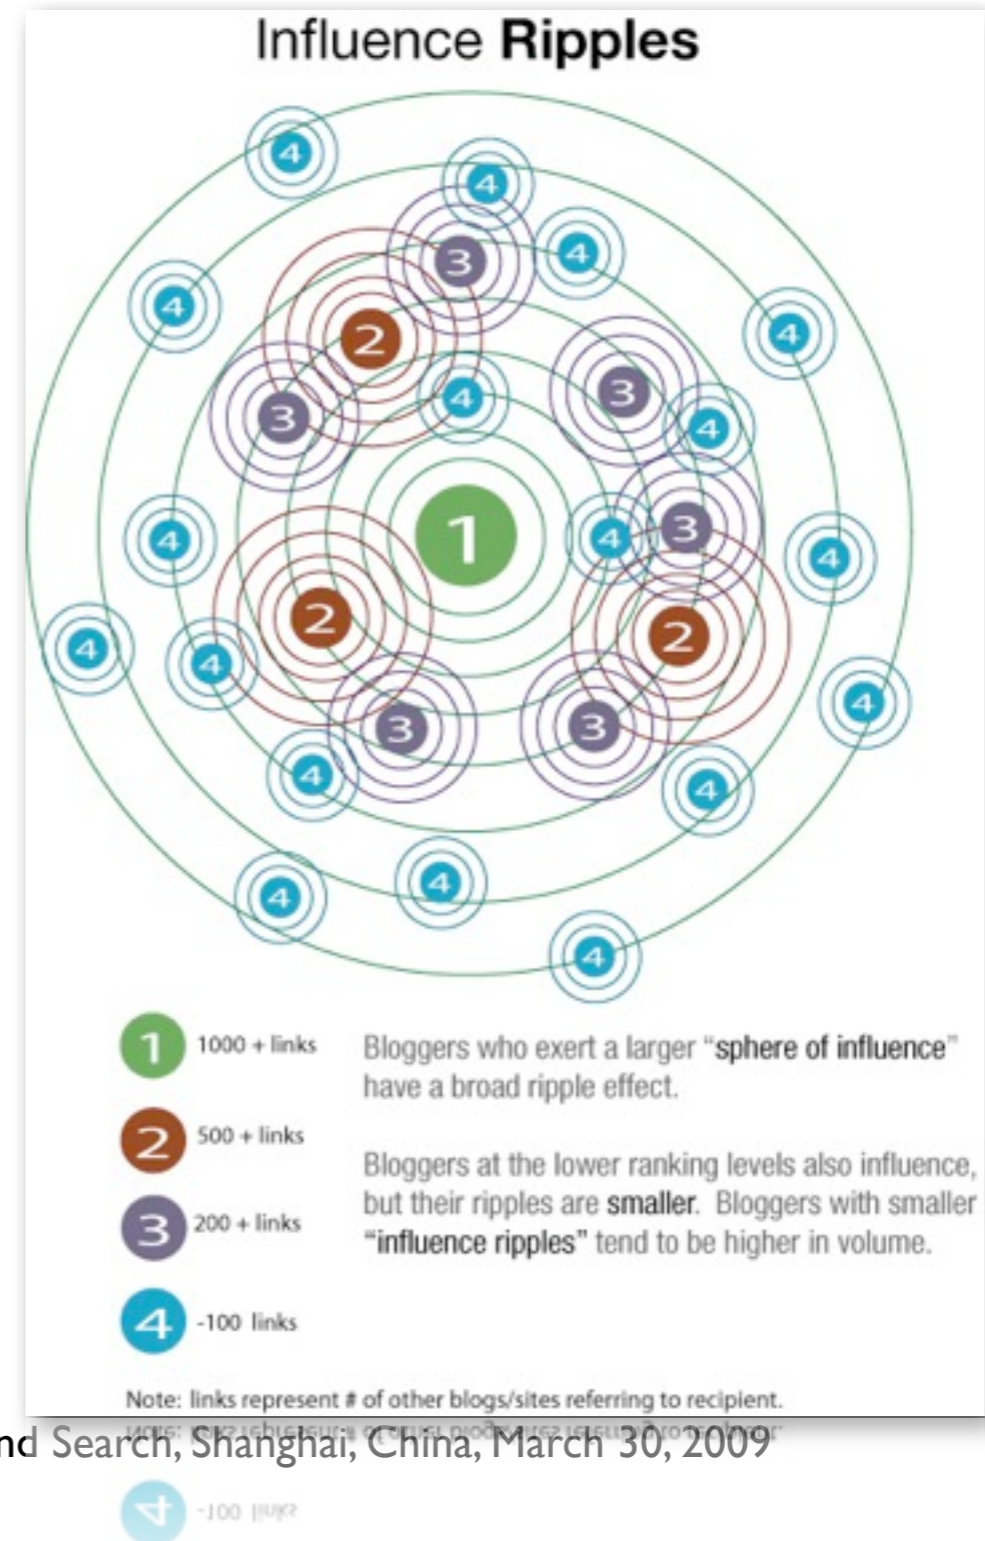 Influence Ripples
4
4
3 4
4
2 4
4 3
3 4
4 1 4 3
4
2
2
4
4
4
3 3
4
4
4
4
4
1 1000 + links
Bloggers who exert a larger “sphere of influence”
have a broad ripple effect.
2 500 + links
Bloggers at the lower ranking levels also influence,
but their ripples are smaller. Bloggers with smaller
“influence ripples” tend to be higher in volume.
3 200 + links
4 -100 links
Note: links represent # of other blogs/sites referring to recipient.
nd Search, Shanghai, China, March 30, 2009